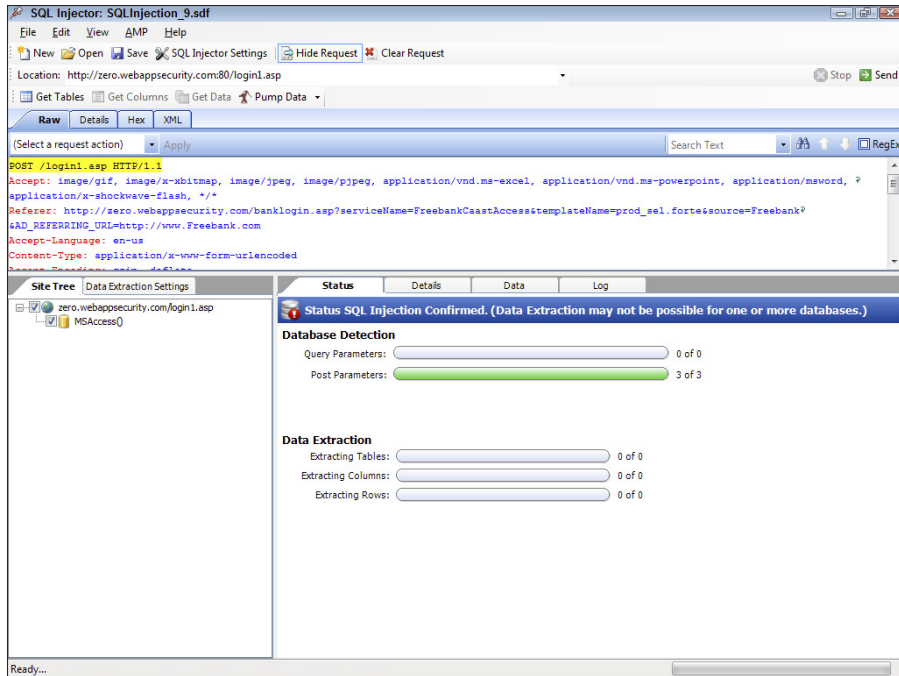 SQL Injector: SQLInjection_9.sdf
File Edit View AMP Help
New Open Save SQL Injector Settings Hide Request Clear Request
Location: http://zero.webappsecurity.com:80/login1.asp Stop Send
Get Tables Get Columns Get Data Pump Data
Raw Details Hex XML
(Select a request action) Apply Search Text RegEx
POST /login1.asp HTTP/1.1
Accept: image/gif, image/x-xbitmap, image/jpeg, image/pjpeg, application/vnd.ms-excel, application/vnd.ms-powerpoint, application/msword,
application/x-shockwave-flash, */*
Referer: http://zero.webappsecurity.com/banklogin.asp?serviceName=FreebankCaastAccess&templateName=prod_sel.forte&source=Freebank
&AD_REFERRING_URL=http://www.Freebank.com
Accept-Language: en-us
Content-Type: application/x-www-form-urlencoded
Site Tree Data Extraction Settings
Status Details Data Log
zero.webappsecurity.com/login1.asp
MSAccess()
Status SQL Injection Confirmed. (Data Extraction may not be possible for one or more databases.)
Database Detection
Query Parameters: 0 of 0
Post Parameters: 3 of 3
Data Extraction
Extracting Tables: 0 of 0
Extracting Columns: 0 of 0
Extracting Rows: 0 of 0
Ready...